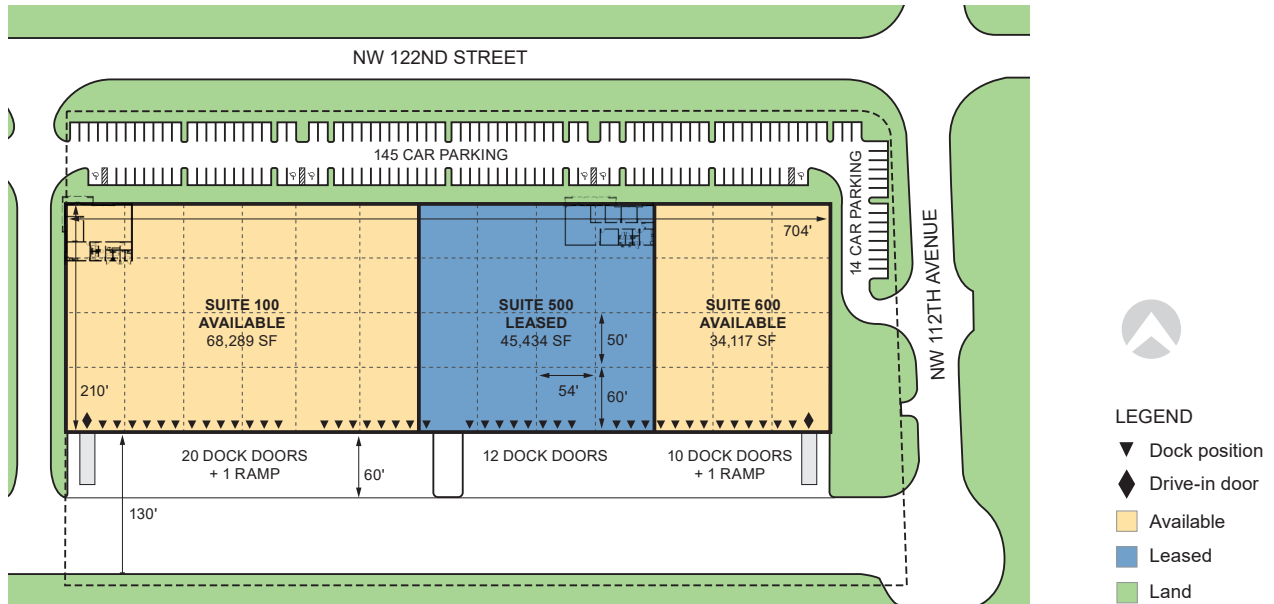 NW 122ND STREET
145 CAR PARKING
14 CAR PARKING
NW 112TH AVENUE
704'
SUITE 100
AVAILABLE
68,289 SF
SUITE 500
LEASED
45,434 SF
SUITE 600
AVAILABLE
34,117 SF
50'
54'
60'
210'
20 DOCK DOORS
+ 1 RAMP
60'
12 DOCK DOORS
10 DOCK DOORS
+ 1 RAMP
130'
LEGEND
Dock position
Drive-in door
Available
Leased
Land